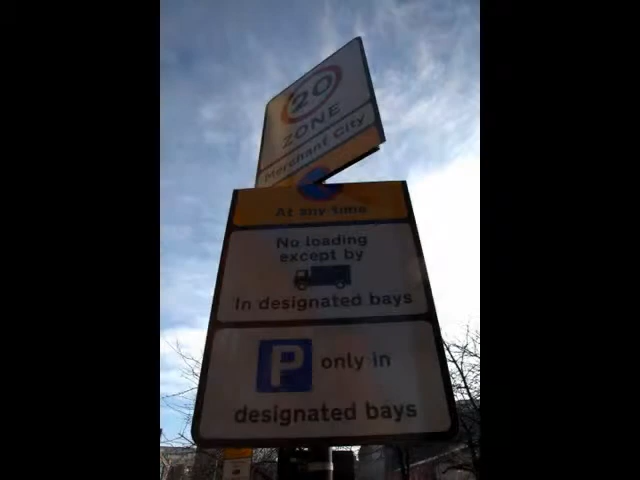 20
ZONE
Merchant City
At any time
No loading
except by
In designated bays
P only in
designated bays